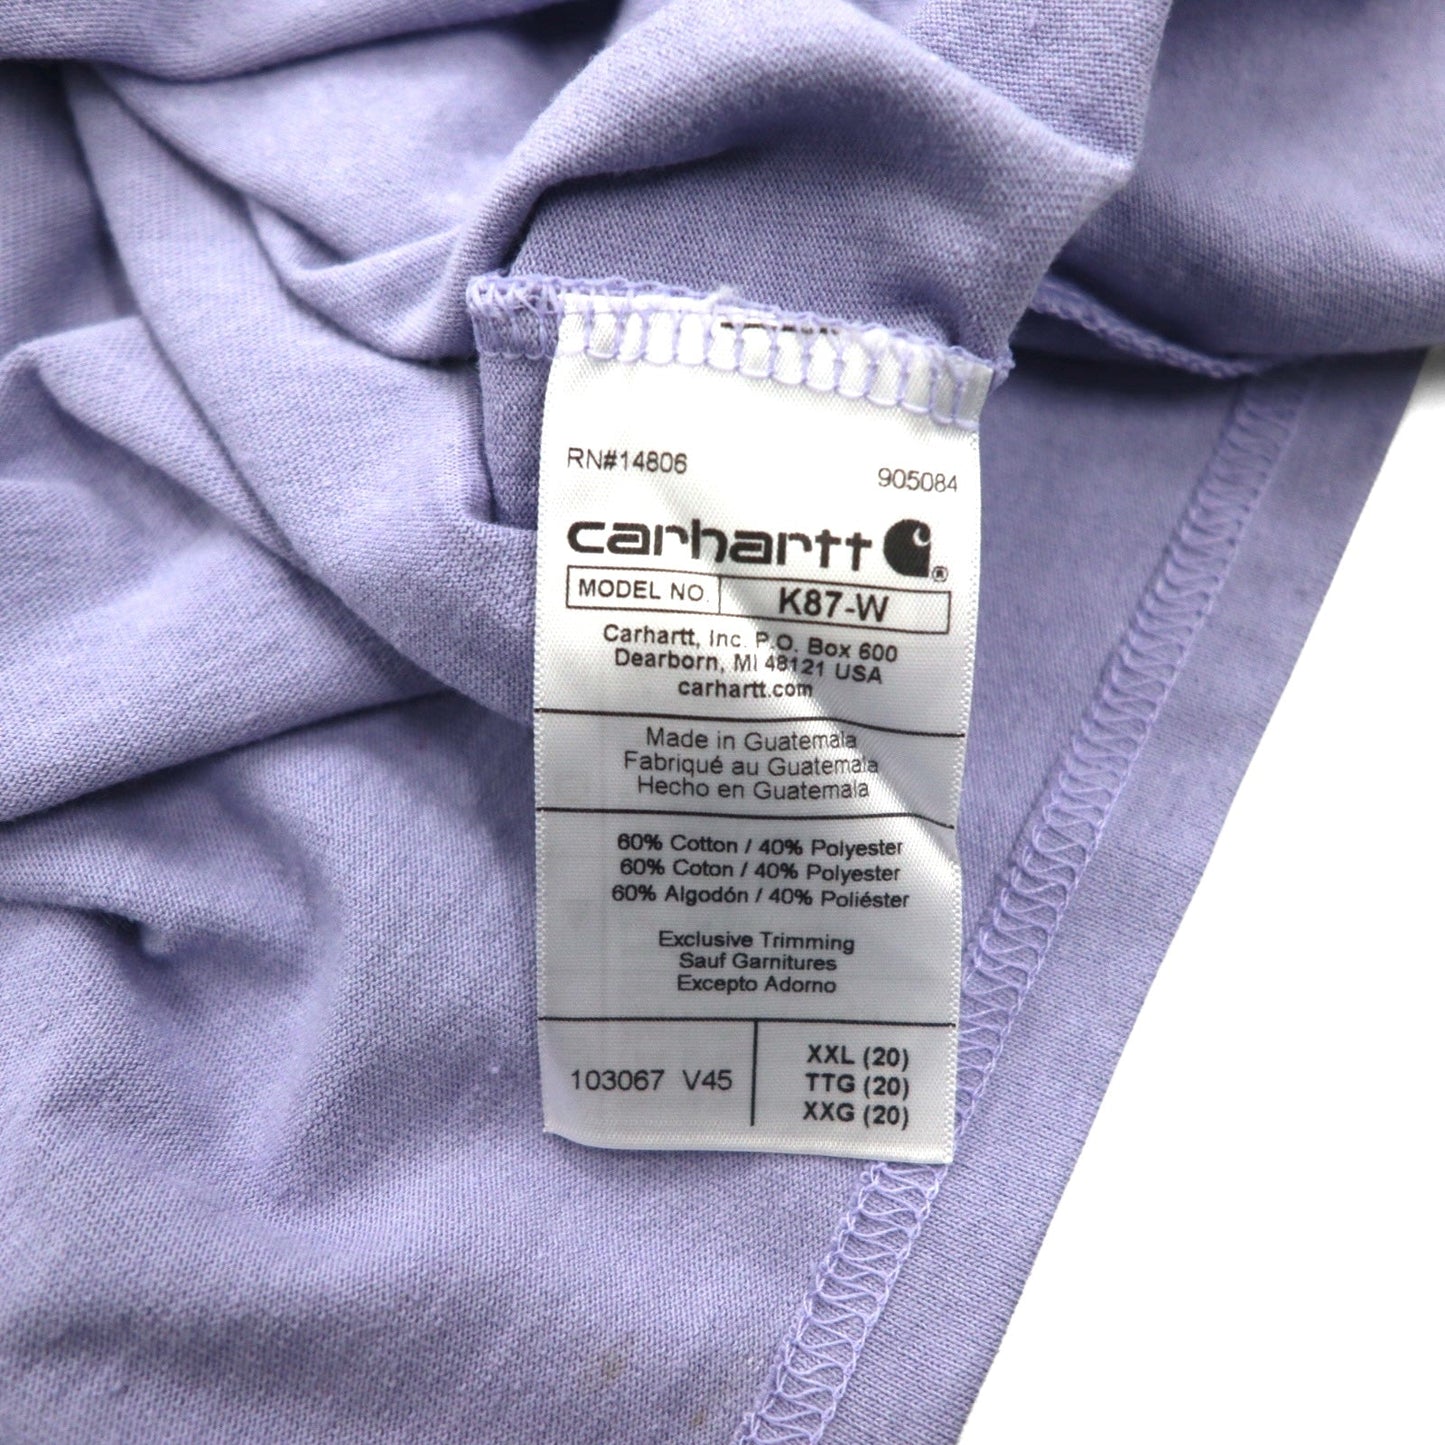 RN#14806 905084
carhartt ®
MODEL NO. K87-W
Carhartt, Inc. P.O. Box 600
Dearborn, MI 48121 USA
carhartt.com
Made in Guatemala
Fabriqué au Guatemala
Hecho en Guatemala
60% Cotton / 40% Polyester
60% Coton / 40% Polyester
60% Algodón / 40% Poliéster
Exclusive Trimming
Sauf Garnitures
Excepto Adorno
103067 V45
XXL (20)
TTG (20)
XXG (20)